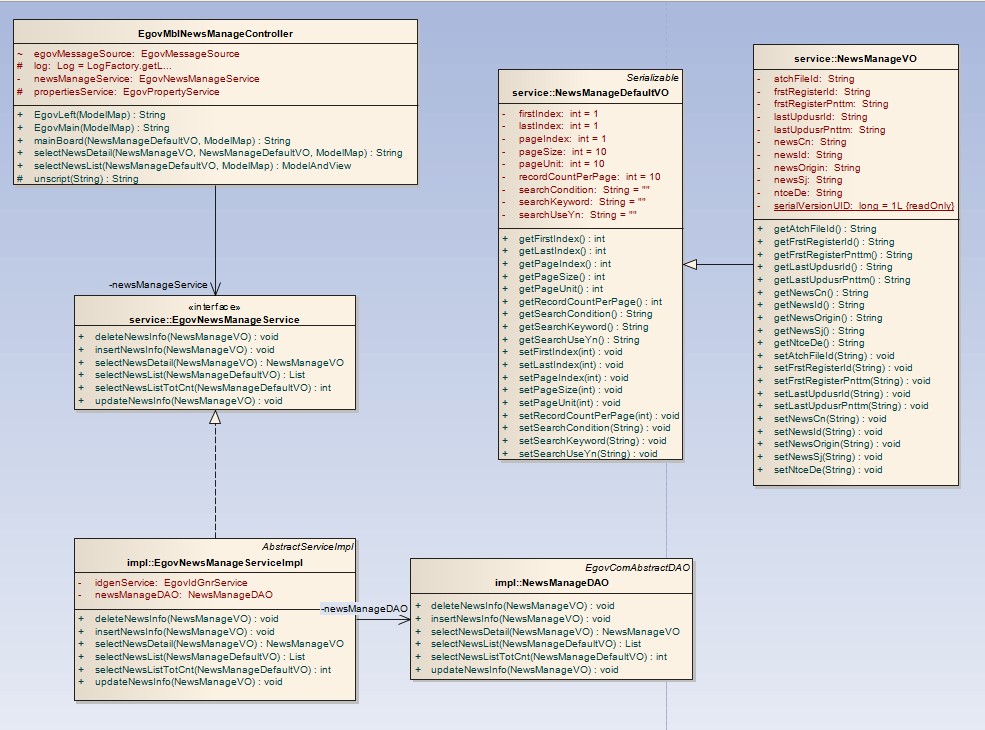 EgovMblNewsManageController
~ egovMessageSource: EgovMessageSource
# log: Log = LogFactory.getL...
- newsManageService: EgovNewsManageService
# propertiesService: EgovPropertyService
+ EgovLeft(ModelMap) : String
+ EgovMain(ModelMap) : String
+ mainBoard(NewsManageDefaultVO, ModelMap) : String
+ selectNewsDetail(NewsManageVO, NewsManageDefaultVO, ModelMap) : String
+ selectNewsList(NewsManageDefaultVO, ModelMap) : ModelAndView
# unscript(String) : String
-newsManageService
«interface»
service::EgovNewsManageService
+ deleteNewsInfo(NewsManageVO) : void
+ insertNewsInfo(NewsManageVO) : void
+ selectNewsDetail(NewsManageVO) : NewsManageVO
+ selectNewsList(NewsManageDefaultVO) : List
+ selectNewsListTotCnt(NewsManageDefaultVO) : int
+ updateNewsInfo(NewsManageVO) : void
Serializable
service::NewsManageDefaultVO
- firstIndex: int = 1
- lastIndex: int = 1
- pageIndex: int = 1
- pageSize: int = 10
- pageUnit: int = 10
- recordCountPerPage: int = 10
- searchCondition: String = ""
- searchKeyword: String = ""
- searchUseYn: String = ""
+ getFirstIndex() : int
+ getLastIndex() : int
+ getPageIndex() : int
+ getPageSize() : int
+ getPageUnit() : int
+ getRecordCountPerPage() : int
+ getSearchCondition() : String
+ getSearchKeyword() : String
+ getSearchUseYn() : String
+ setFirstIndex(int) : void
+ setLastIndex(int) : void
+ setPageIndex(int) : void
+ setPageSize(int) : void
+ setPageUnit(int) : void
+ setRecordCountPerPage(int) : void
+ setSearchCondition(String) : void
+ setSearchKeyword(String) : void
+ setSearchUseYn(String) : void
service::NewsManageVO
- atchFileId: String
- frstRegisterId: String
- frstRegisterPnttm: String
- lastUpdusrId: String
- lastUpdusrPnttm: String
- newsCn: String
- newsId: String
- newsOrigin: String
- newsSj: String
- ntceDe: String
- serialVersionUID: long = 1L {readOnly}
+ getAtchFileId() : String
+ getFrstRegisterId() : String
+ getFrstRegisterPnttm() : String
+ getLastUpdusrId() : String
+ getLastUpdusrPnttm() : String
+ getNewsCn() : String
+ getNewsId() : String
+ getNewsOrigin() : String
+ getNewsSj() : String
+ getNtceDe() : String
+ setAtchFileId(String) : void
+ setFrstRegisterId(String) : void
+ setFrstRegisterPnttm(String) : void
+ setLastUpdusrId(String) : void
+ setLastUpdusrPnttm(String) : void
+ setNewsCn(String) : void
+ setNewsId(String) : void
+ setNewsOrigin(String) : void
+ setNewsSj(String) : void
+ setNtceDe(String) : void
AbstractServiceImpl
impl::EgovNewsManageServiceImpl
- idgenService: EgovIdGnrService
- newsManageDAO: NewsManageDAO
+ deleteNewsInfo(NewsManageVO) : void
+ insertNewsInfo(NewsManageVO) : void
+ selectNewsDetail(NewsManageVO) : NewsManageVO
+ selectNewsList(NewsManageDefaultVO) : List
+ selectNewsListTotCnt(NewsManageDefaultVO) : int
+ updateNewsInfo(NewsManageVO) : void
-newsManageDAO
EgovComAbstractDAO
impl::NewsManageDAO
+ deleteNewsInfo(NewsManageVO) : void
+ insertNewsInfo(NewsManageVO) : void
+ selectNewsDetail(NewsManageVO) : NewsManageVO
+ selectNewsList(NewsManageDefaultVO) : List
+ selectNewsListTotCnt(NewsManageDefaultVO) : int
+ updateNewsInfo(NewsManageVO) : void